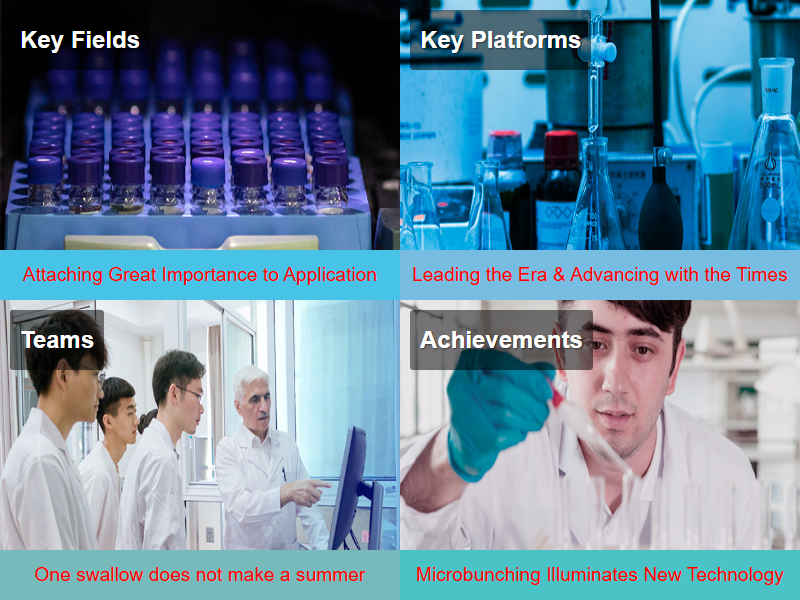 Key Fields
Key Platforms
500mL
Attaching Great Importance to Application
Leading the Era & Advancing with the Times
Teams
Achievements
One swallow does not make a summer
Microbunching Illuminates New Technology